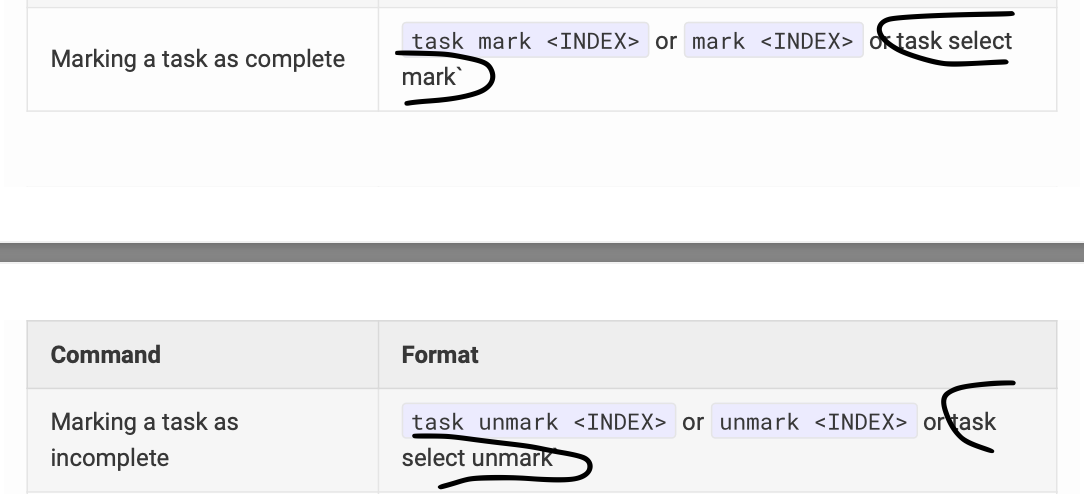 Marking a task as complete
task mark <INDEX> or mark <INDEX> or task select
mark`
Command
Format
Marking a task as
incomplete
task unmark <INDEX> or unmark <INDEX> or task
select unmark`